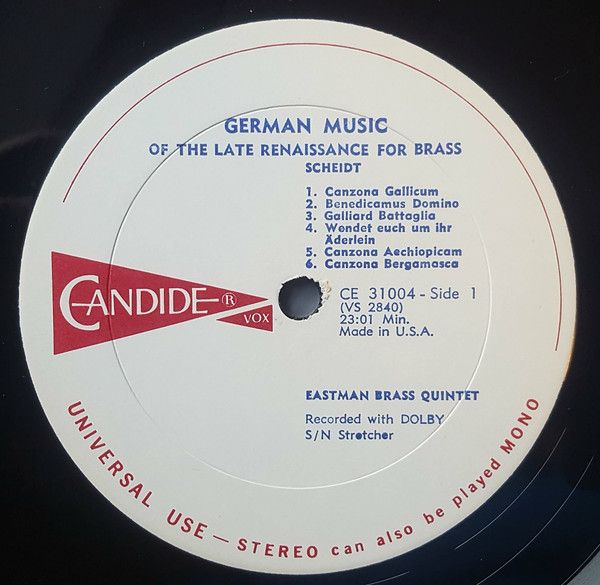 GERMAN MUSIC
OF THE LATE RENAISSANCE FOR BRASS
SCHEIDT
1. Canzona Gallicum
2. Benedicamus Domino
3. Galliard Battaglia
4. Wondet euch um ihr
Äderlein
5. Canzona Aechiopicam
6. Canzona Bergamasca
CANDIDE ®
VOX
CE 31004 - Side 1
(VS 2840)
23:01 Min.
Made in U.S.A.
EASTMAN BRASS QUINTET
Recorded with DOLBY
S/N Stretcher
UNIVERSAL USE — STEREO can also be played MONO